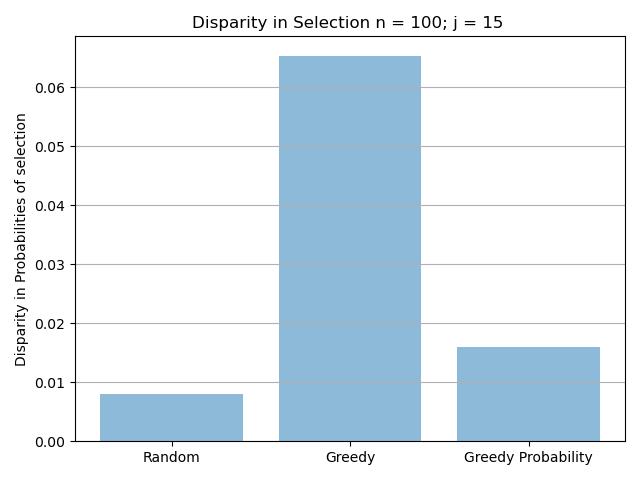 Disparity in Selection n = 100; j = 15
Disparity in Probabilities of selection
0.06
0.05
0.04
0.03
0.02
0.01
0.00
Random
Greedy
Greedy Probability